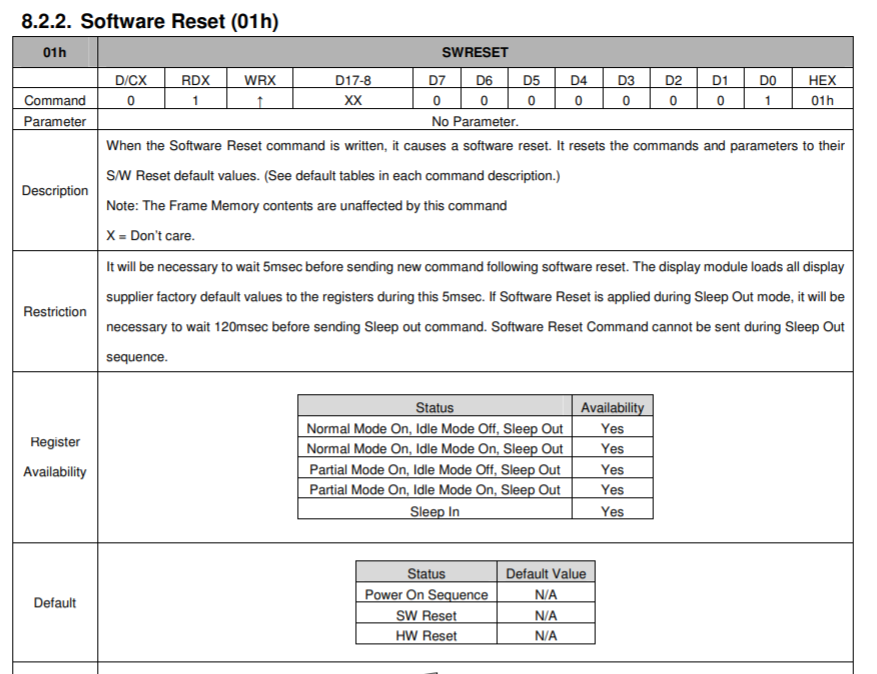 8.2.2. Software Reset (01h)
01h SWRESET
D/CX RDX WRX D17-8 D7 D6 D5 D4 D3 D2 D1 D0 HEX
Command 0 1 ↑ XX 0 0 0 0 0 0 0 1 01h
Parameter No Parameter.
Description
When the Software Reset command is written, it causes a software reset. It resets the commands and parameters to their
S/W Reset default values. (See default tables in each command description.)
Note: The Frame Memory contents are unaffected by this command
X = Don't care.
Restriction
It will be necessary to wait 5msec before sending new command following software reset. The display module loads all display
supplier factory default values to the registers during this 5msec. If Software Reset is applied during Sleep Out mode, it will be
necessary to wait 120msec before sending Sleep out command. Software Reset Command cannot be sent during Sleep Out
sequence.
Register
Availability
Status Availability
Normal Mode On, Idle Mode Off, Sleep Out Yes
Normal Mode On, Idle Mode On, Sleep Out Yes
Partial Mode On, Idle Mode Off, Sleep Out Yes
Partial Mode On, Idle Mode On, Sleep Out Yes
Sleep In Yes
Default
Status Default Value
Power On Sequence N/A
SW Reset N/A
HW Reset N/A